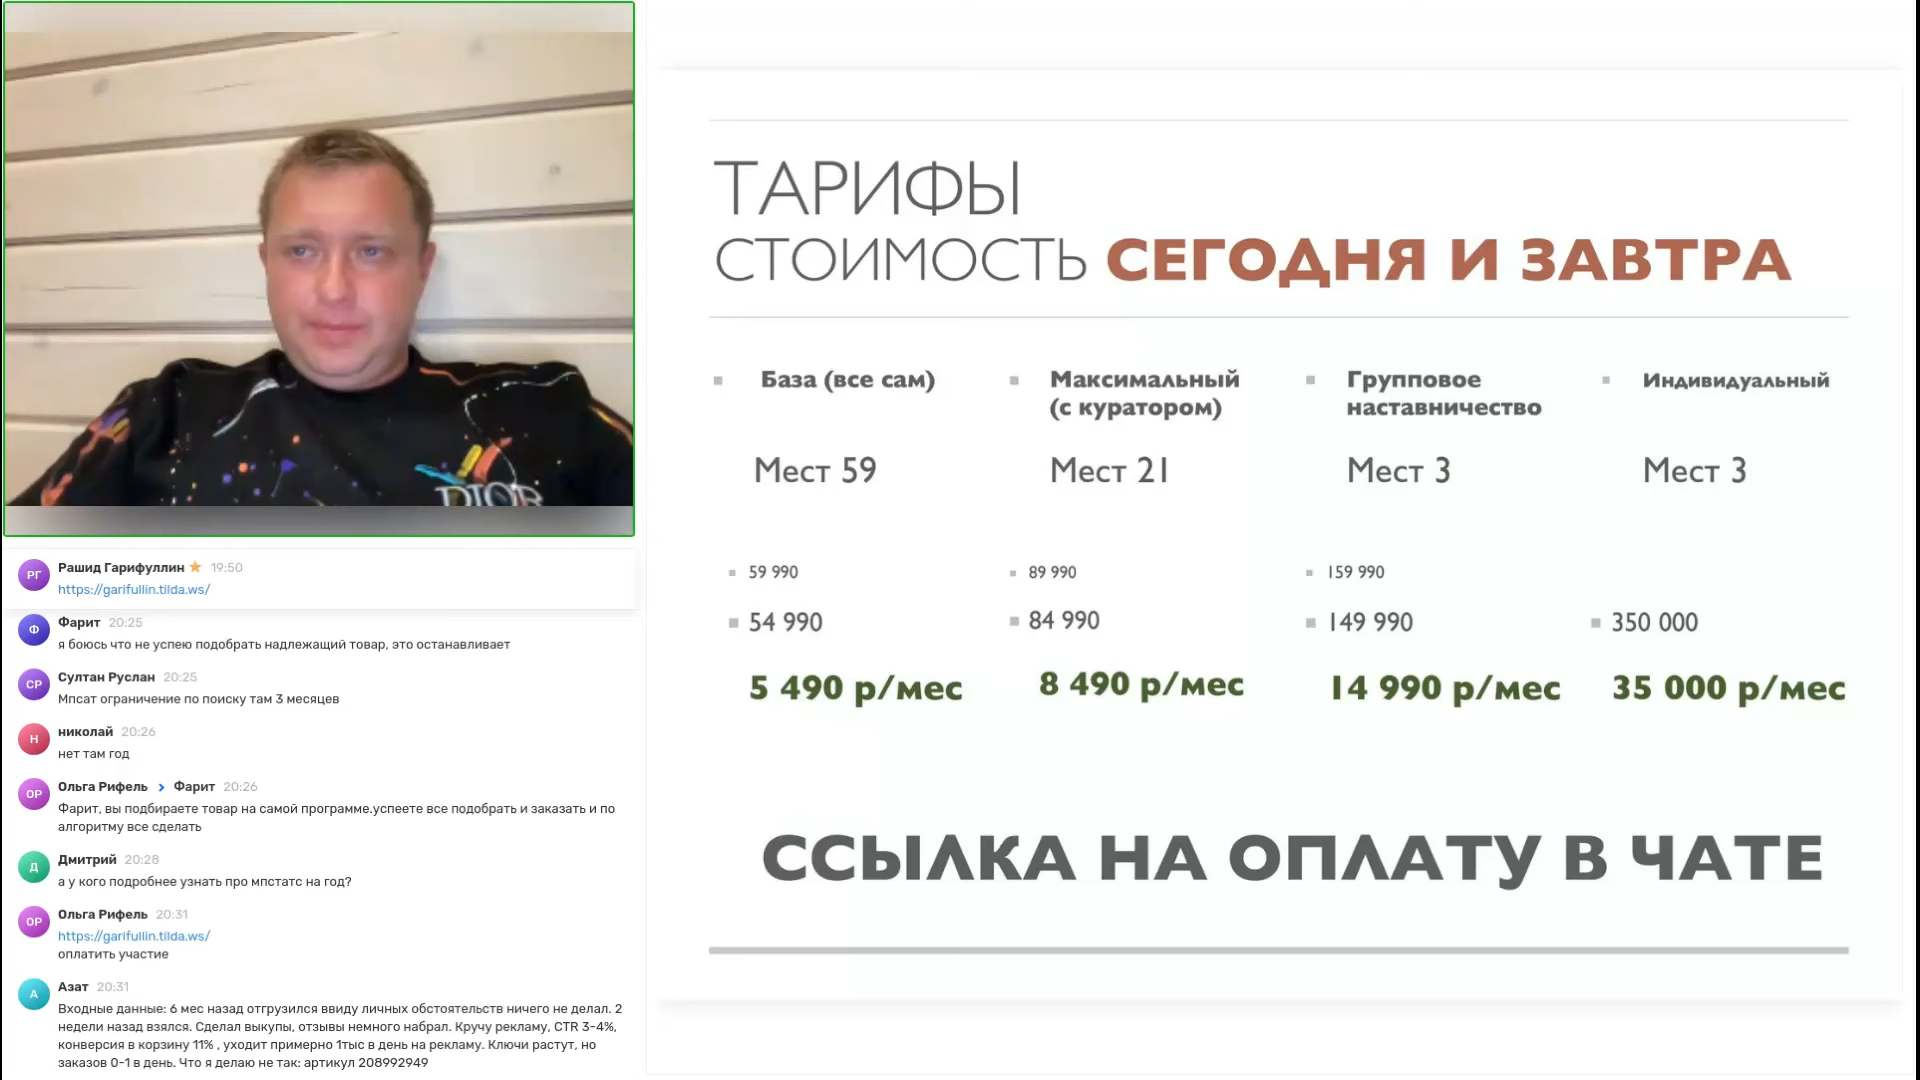 DIOR
РГ
Рашид Гарифуллин 19:50
https://garifullin.tilda.ws/
Ф
Фарит 20:25
я боюсь что не успею подобрать надлежащий товар, это останавливает
СР
Султан Руслан 20:25
Мпсат ограничение по поиску там 3 месяцев
Н
николай 20:26
нет там год
ОР
Ольга Рифель > Фарит 20:26
Фарит, вы подбираете товар на самой программе.успеете все подобрать и заказать и по
алгоритму все сделать
Д
Дмитрий 20:28
а у кого подробнее узнать про мпстатс на год?
ОР
Ольга Рифель 20:31
https://garifullin.tilda.ws/
оплатить участие
А
Азат 20:31
Входные данные: 6 мес назад отгрузился ввиду личных обстоятельств ничего не делал. 2
недели назад взялся. Сделал выкупы, отзывы немного набрал. Кручу рекламу, CTR 3-4%,
конверсия в корзину 11% , уходит примерно 1тыс в день на рекламу. Ключи растут, но
заказов 0-1 в день. Что я делаю не так: артикул 208992949
ТАРИФЫ
СТОИМОСТЬ СЕГОДНЯ И ЗАВТРА
База (все сам)
Мест 59
59 990
54 990
5 490 р/мес
Максимальный
(с куратором)
Мест 21
89 990
84 990
8 490 р/мес
Групповое
наставничество
Мест 3
159 990
149 990
14 990 р/мес
Индивидуальный
Мест 3
350 000
35 000 р/мес
ССЫЛКА НА ОПЛАТУ В ЧАТЕ